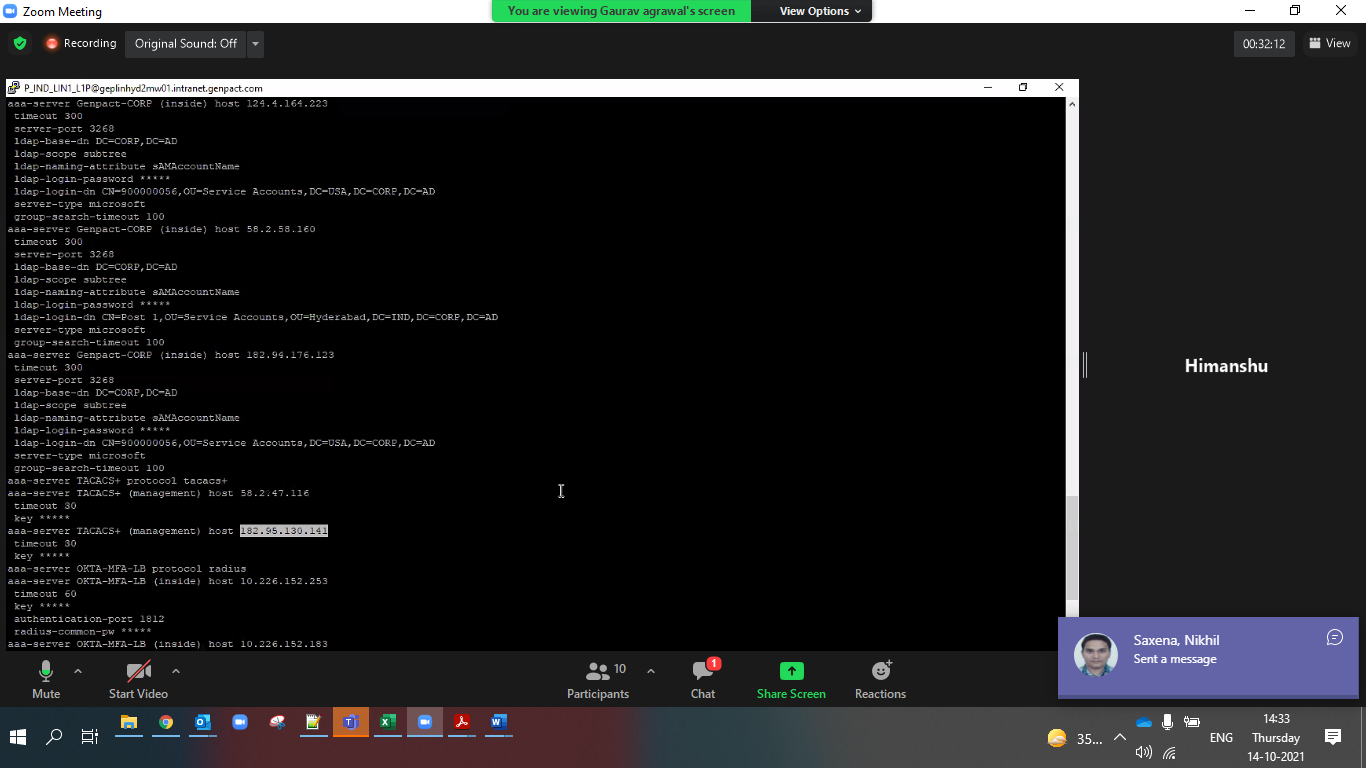 Zoom Meeting
You are viewing Gaurav agrawal's screen
View Options
Recording
Original Sound: Off
00:32:12
View
P_IND_LIN1_L1P@geplinhyd2mw01.intranet.genpact.com
aaa-server Genpact-CORP (inside) host 124.4.164.223
timeout 300
server-port 3268
ldap-base-dn DC=CORP,DC=AD
ldap-scope subtree
ldap-naming-attribute sAMAccountName
ldap-login-password *****
ldap-login-dn CN=900000056,OU=Service Accounts,DC=USA,DC=CORP,DC=AD
server-type microsoft
group-search-timeout 100
aaa-server Genpact-CORP (inside) host 58.2.58.160
timeout 300
server-port 3268
ldap-base-dn DC=CORP,DC=AD
ldap-scope subtree
ldap-naming-attribute sAMAccountName
ldap-login-password *****
ldap-login-dn CN=Post 1,OU=Service Accounts,OU=Hyderabad,DC=IND,DC=CORP,DC=AD
server-type microsoft
group-search-timeout 100
aaa-server Genpact-CORP (inside) host 182.94.176.123
timeout 300
server-port 3268
ldap-base-dn DC=CORP,DC=AD
ldap-scope subtree
ldap-naming-attribute sAMAccountName
ldap-login-password *****
ldap-login-dn CN=900000056,OU=Service Accounts,DC=USA,DC=CORP,DC=AD
server-type microsoft
group-search-timeout 100
aaa-server TACACS+ protocol tacacs+
aaa-server TACACS+ (management) host 58.2.47.116
timeout 30
key *****
aaa-server TACACS+ (management) host 182.95.130.141
timeout 30
key *****
aaa-server OKTA-MFA-LB protocol radius
aaa-server OKTA-MFA-LB (inside) host 10.226.152.253
timeout 60
key *****
authentication-port 1812
radius-common-pw *****
aaa-server OKTA-MFA-LB (inside) host 10.226.152.183
Himanshu
Saxena, Nikhil
Sent a message
Mute
Start Video
Participants
10
Chat
1
Share Screen
Reactions
35...
ENG
14:33
Thursday
14-10-2021